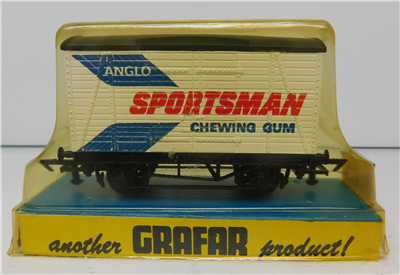 ANGLO
SPORTSMAN
CHEWING GUM
another GRAFAR product!